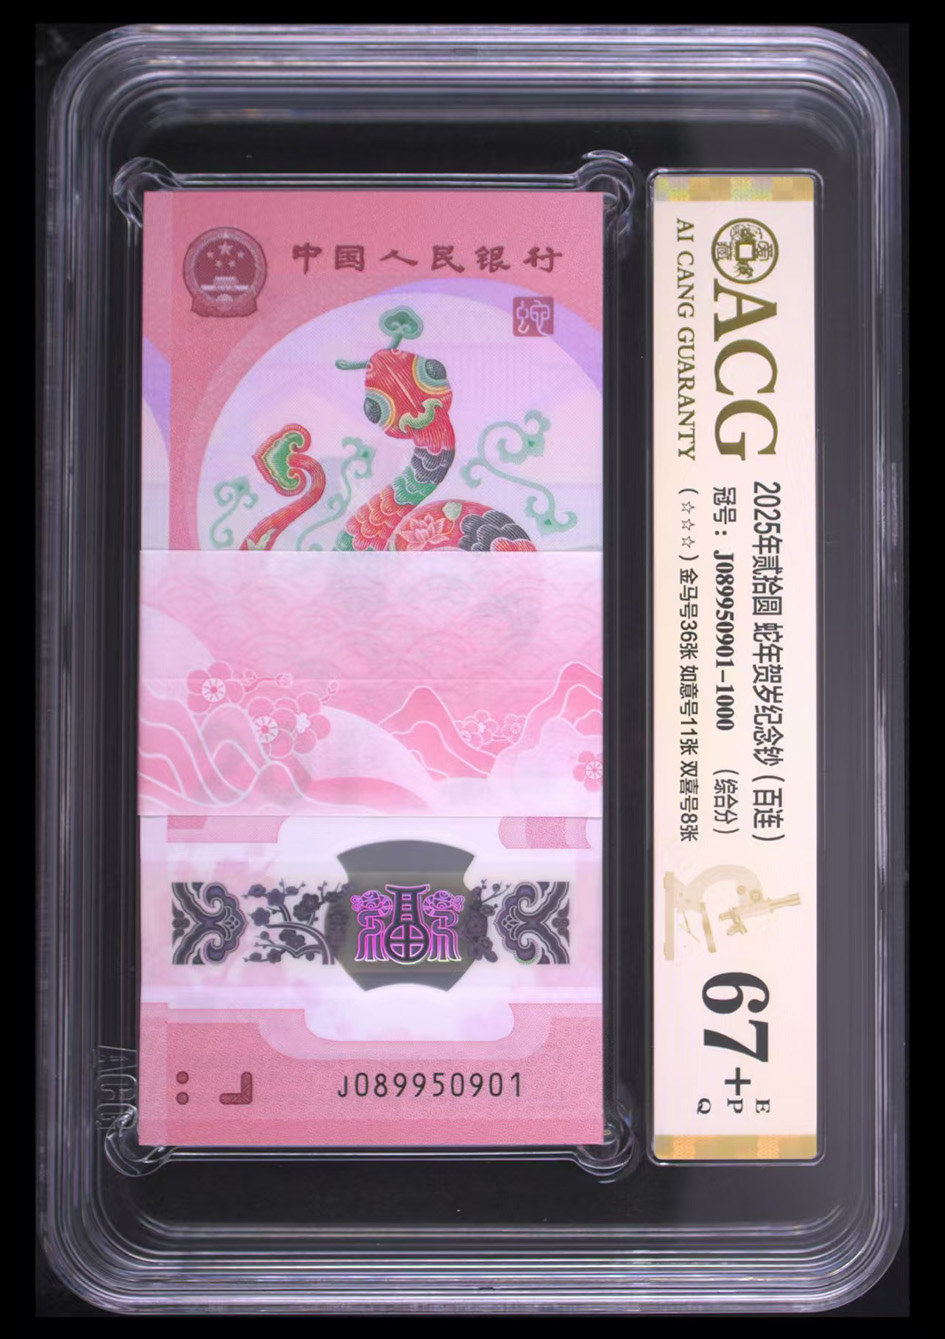 中国人民银行
蛇
福
J089950901
ACG
AI CANG GUARANTY
2025年贰拾圆 蛇年贺岁纪念钞(百连)
冠号:J089950901-1000 (综合分)
(☆☆☆)金马号36张 如意号11张 双喜号8张
67+
E
P
Q
ACG